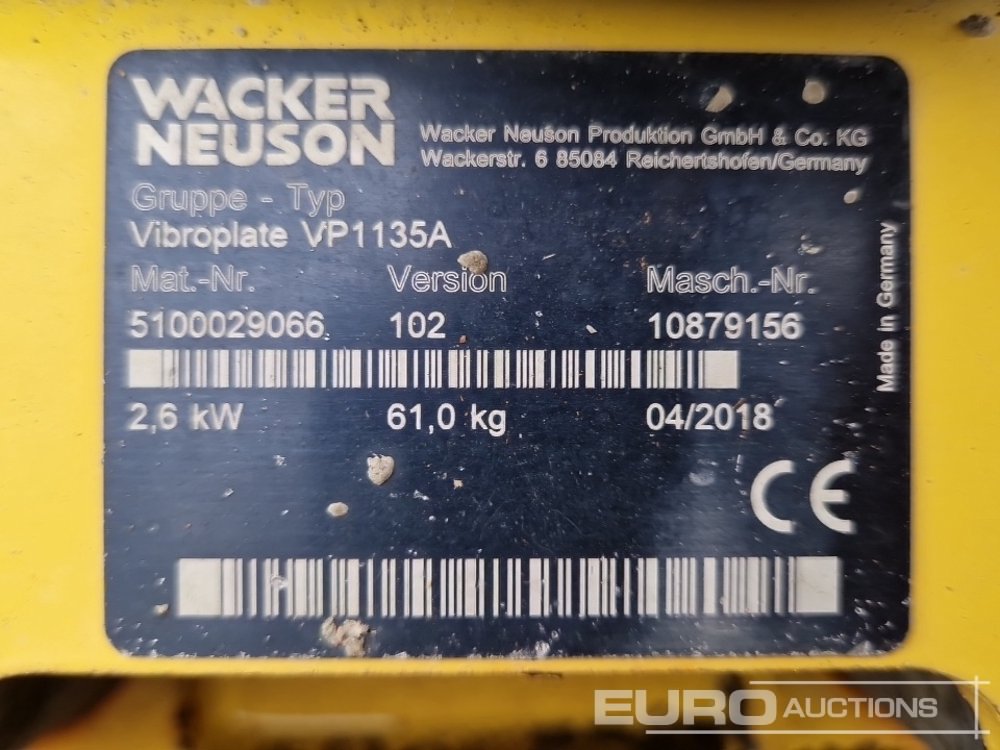 WACKER
NEUSON
Wacker Neuson Produktion GmbH & Co. KG
Wackerstr. 6 85084 Reichertshofen/Germany
Gruppe - Typ
Vibroplate VP1135A
Mat.-Nr. Version Masch.-Nr.
5100029066 102 10879156
2,6 kW 61,0 kg 04/2018
Made in Germany
CE
EURO AUCTIONS